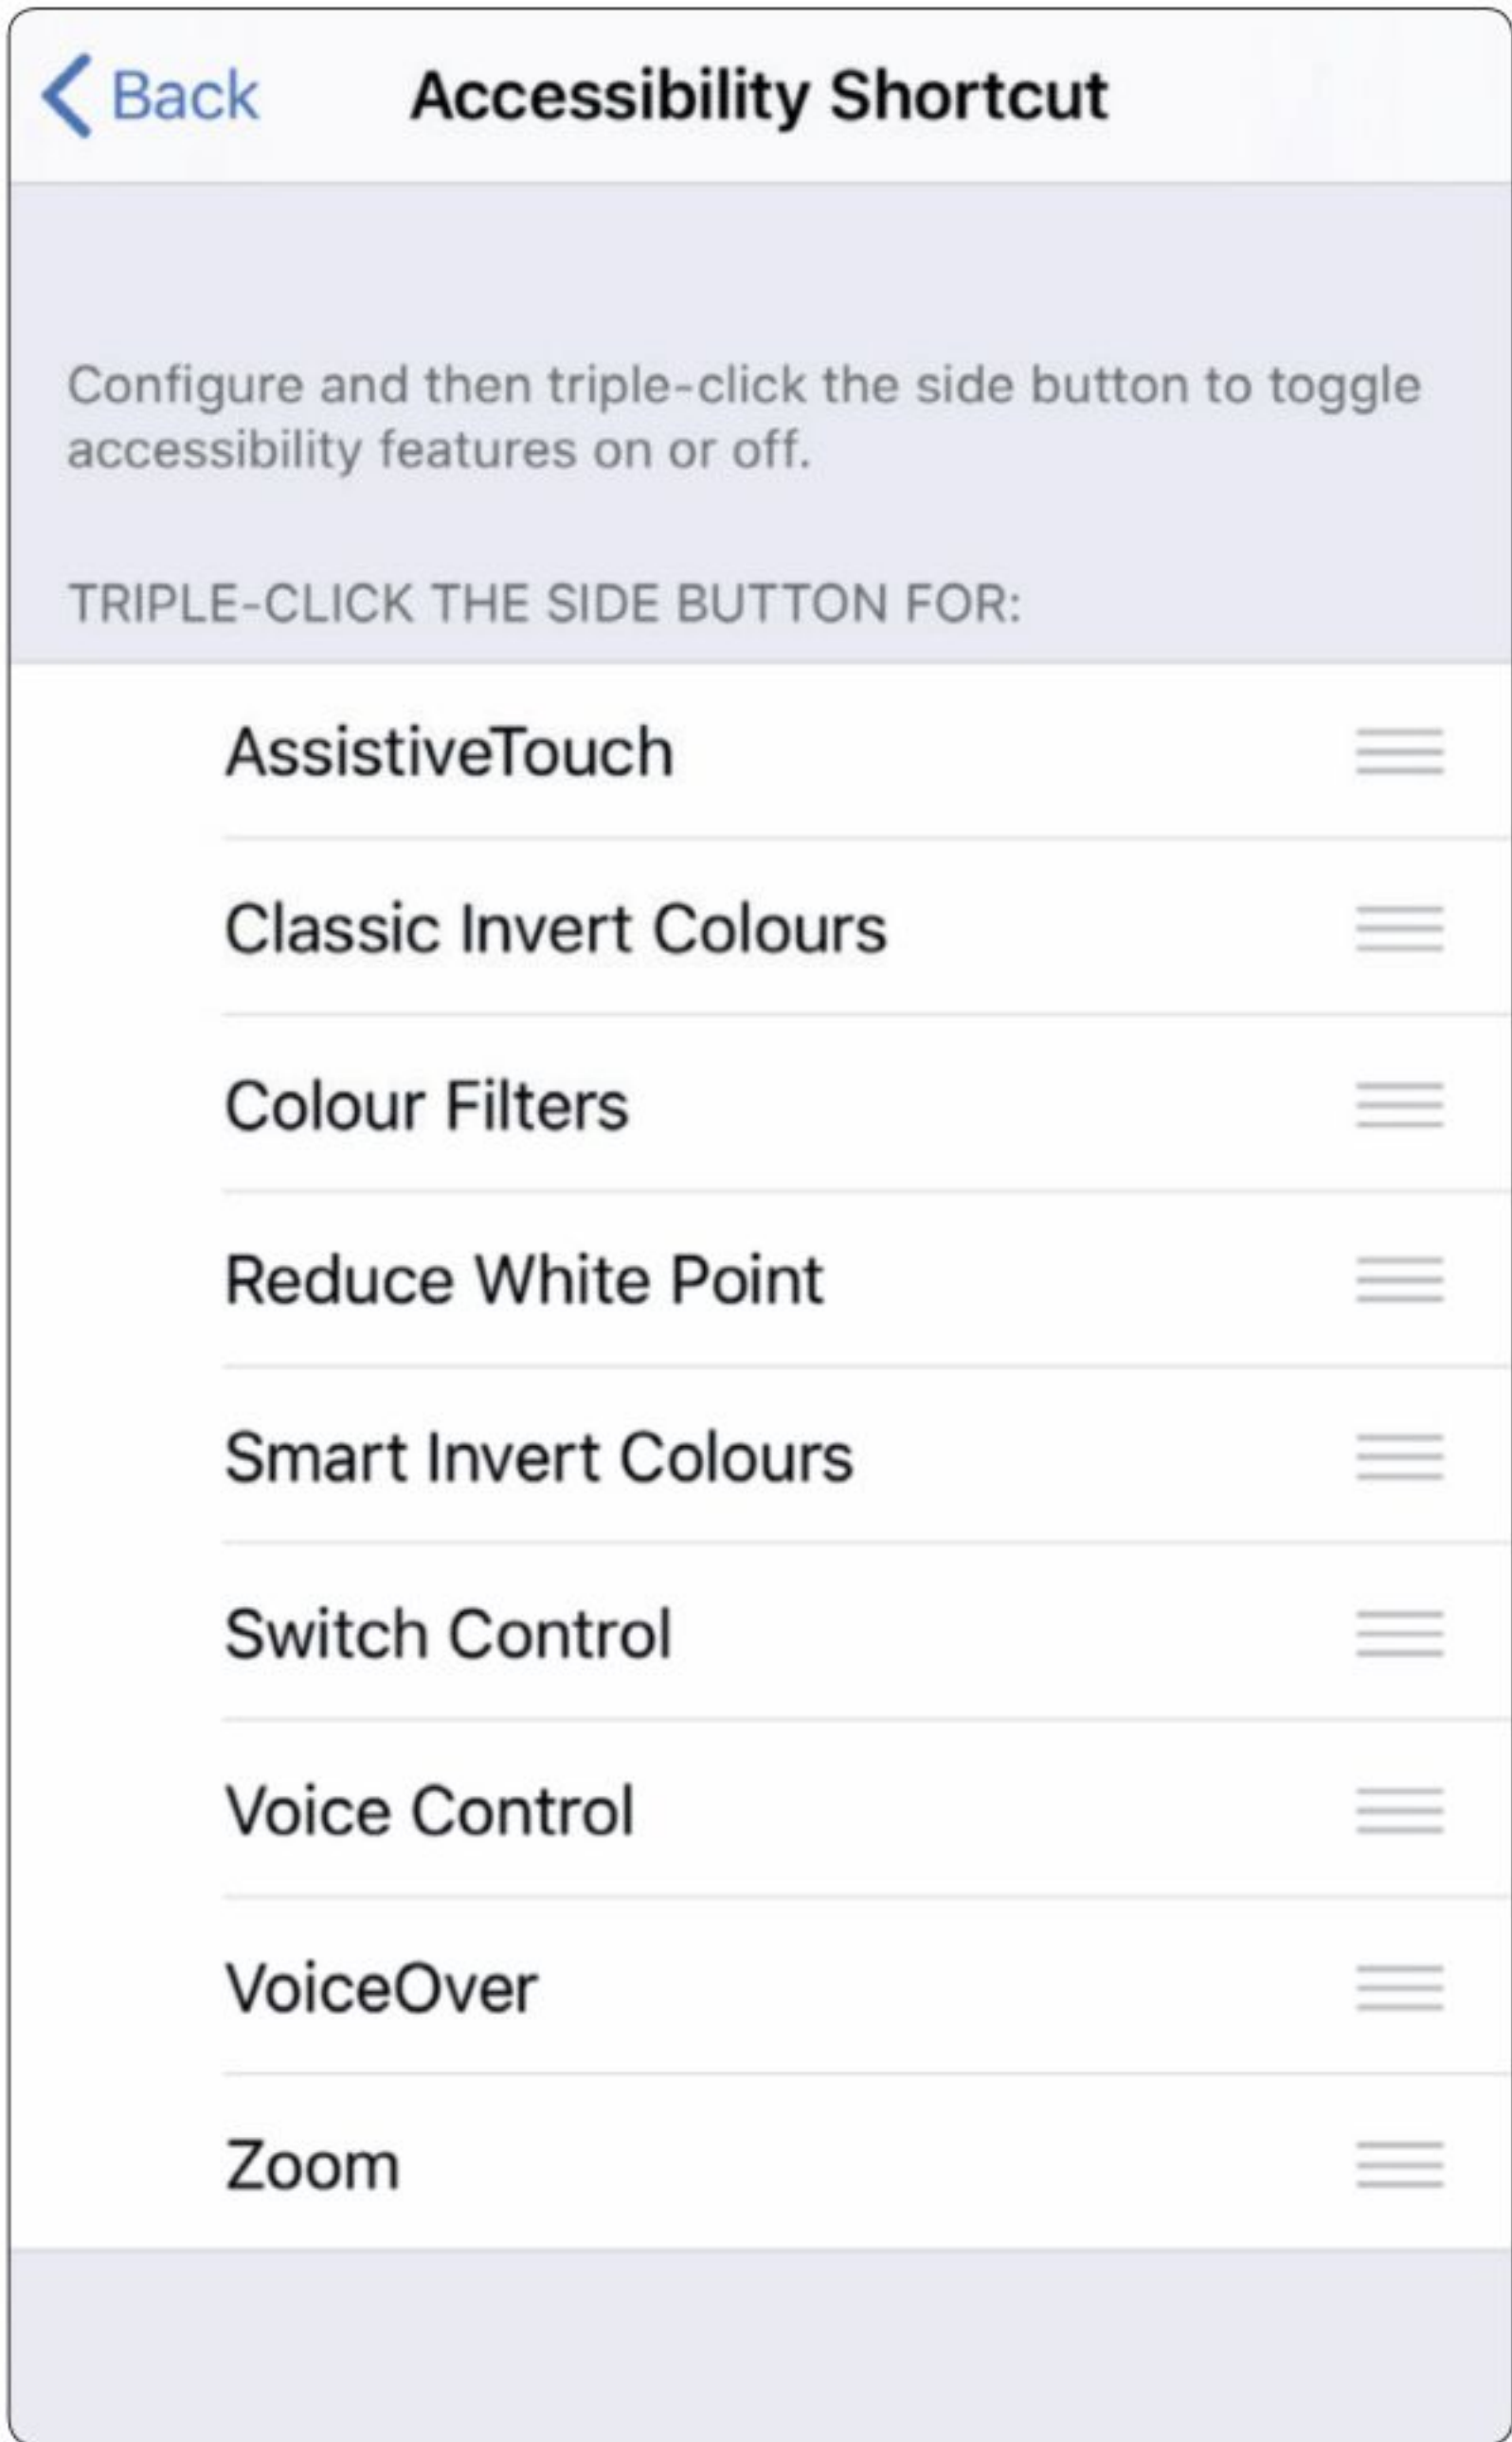 Back
Accessibility Shortcut
Configure and then triple-click the side button to toggle
accessibility features on or off.
TRIPLE-CLICK THE SIDE BUTTON FOR:
AssistiveTouch
Classic Invert Colours
Colour Filters
Reduce White Point
Smart Invert Colours
Switch Control
Voice Control
VoiceOver
Zoom